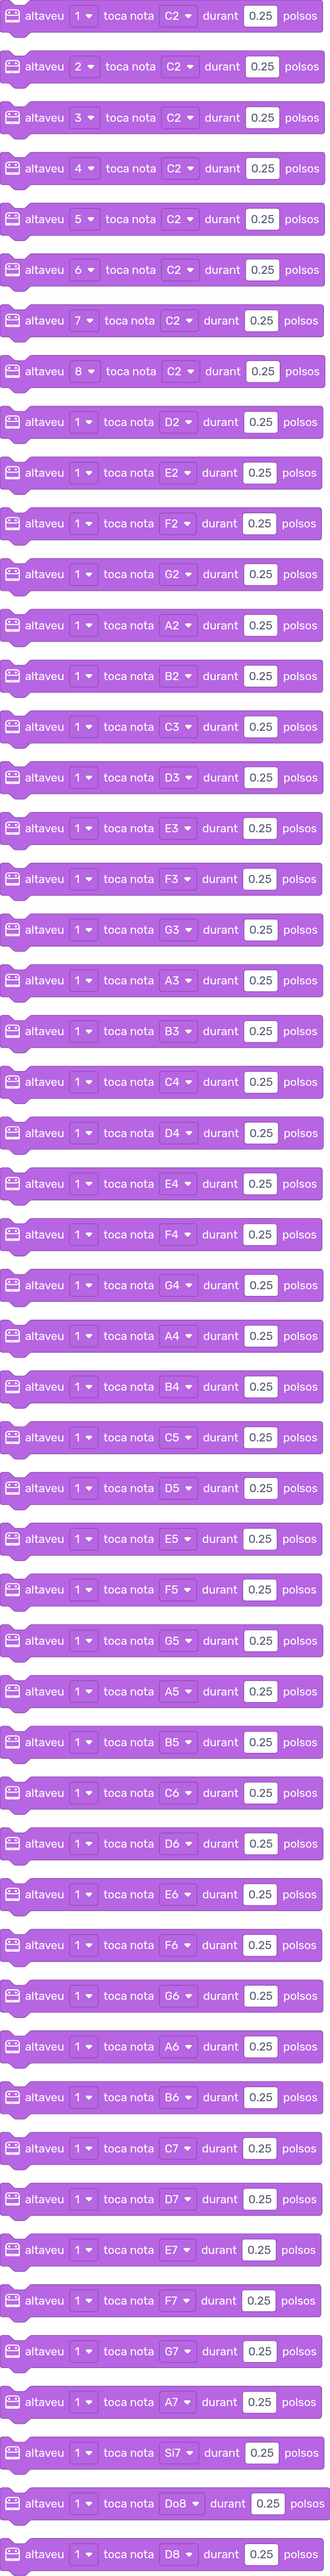 altaveu 1 toca nota C2 durant 0.25 polsos
altaveu 2 toca nota C2 durant 0.25 polsos
altaveu 3 toca nota C2 durant 0.25 polsos
altaveu 4 toca nota C2 durant 0.25 polsos
altaveu 5 toca nota C2 durant 0.25 polsos
altaveu 6 toca nota C2 durant 0.25 polsos
altaveu 7 toca nota C2 durant 0.25 polsos
altaveu 8 toca nota C2 durant 0.25 polsos
altaveu 1 toca nota D2 durant 0.25 polsos
altaveu 1 toca nota E2 durant 0.25 polsos
altaveu 1 toca nota F2 durant 0.25 polsos
altaveu 1 toca nota G2 durant 0.25 polsos
altaveu 1 toca nota A2 durant 0.25 polsos
altaveu 1 toca nota B2 durant 0.25 polsos
altaveu 1 toca nota C3 durant 0.25 polsos
altaveu 1 toca nota D3 durant 0.25 polsos
altaveu 1 toca nota E3 durant 0.25 polsos
altaveu 1 toca nota F3 durant 0.25 polsos
altaveu 1 toca nota G3 durant 0.25 polsos
altaveu 1 toca nota A3 durant 0.25 polsos
altaveu 1 toca nota B3 durant 0.25 polsos
altaveu 1 toca nota C4 durant 0.25 polsos
altaveu 1 toca nota D4 durant 0.25 polsos
altaveu 1 toca nota E4 durant 0.25 polsos
altaveu 1 toca nota F4 durant 0.25 polsos
altaveu 1 toca nota G4 durant 0.25 polsos
altaveu 1 toca nota A4 durant 0.25 polsos
altaveu 1 toca nota B4 durant 0.25 polsos
altaveu 1 toca nota C5 durant 0.25 polsos
altaveu 1 toca nota D5 durant 0.25 polsos
altaveu 1 toca nota E5 durant 0.25 polsos
altaveu 1 toca nota F5 durant 0.25 polsos
altaveu 1 toca nota G5 durant 0.25 polsos
altaveu 1 toca nota A5 durant 0.25 polsos
altaveu 1 toca nota B5 durant 0.25 polsos
altaveu 1 toca nota C6 durant 0.25 polsos
altaveu 1 toca nota D6 durant 0.25 polsos
altaveu 1 toca nota E6 durant 0.25 polsos
altaveu 1 toca nota F6 durant 0.25 polsos
altaveu 1 toca nota G6 durant 0.25 polsos
altaveu 1 toca nota A6 durant 0.25 polsos
altaveu 1 toca nota B6 durant 0.25 polsos
altaveu 1 toca nota C7 durant 0.25 polsos
altaveu 1 toca nota D7 durant 0.25 polsos
altaveu 1 toca nota E7 durant 0.25 polsos
altaveu 1 toca nota F7 durant 0.25 polsos
altaveu 1 toca nota G7 durant 0.25 polsos
altaveu 1 toca nota A7 durant 0.25 polsos
altaveu 1 toca nota Si7 durant 0.25 polsos
altaveu 1 toca nota Do8 durant 0.25 polsos
altaveu 1 toca nota D8 durant 0.25 polsos